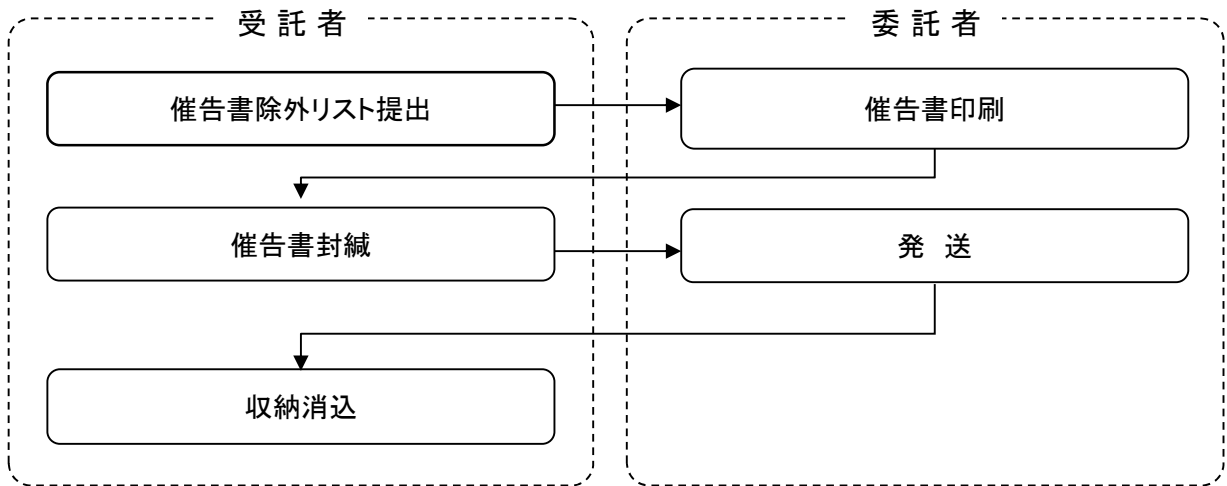 受託者
委託者
催告書除外リスト提出
催告書印刷
催告書封緘
発 送
収納消込